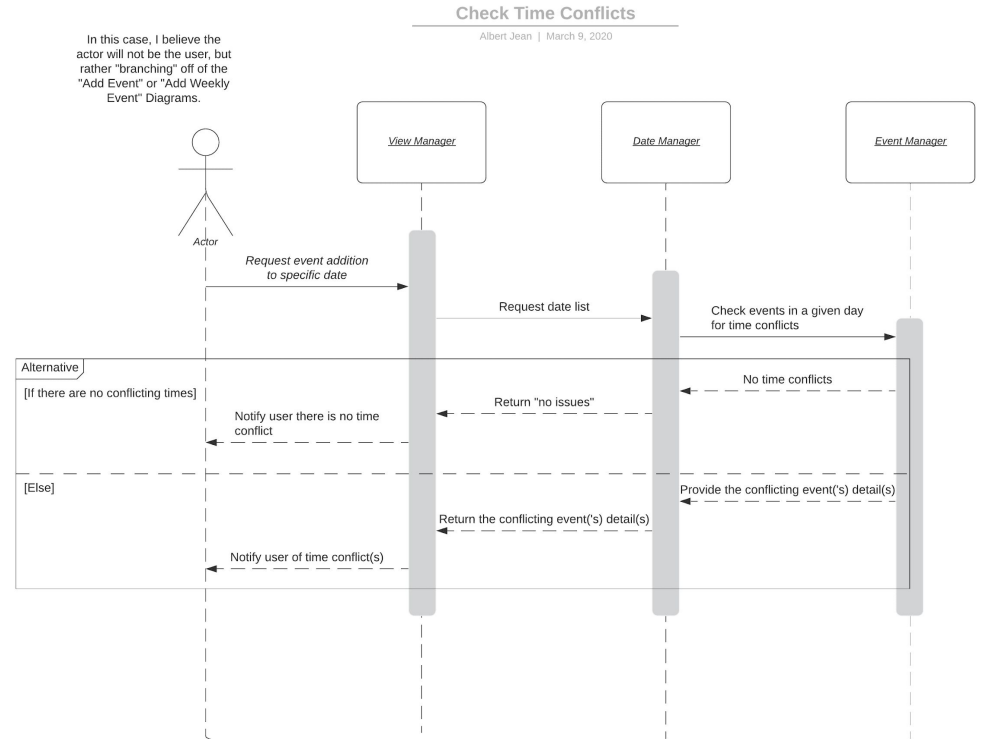 Check Time Conflicts
Albert Jean | March 9, 2020
In this case, I believe the
actor will not be the user, but
rather "branching" off of the
"Add Event" or "Add Weekly
Event" Diagrams.
View Manager
Date Manager
Event Manager
Actor
Request event addition
to specific date
Request date list
Check events in a given day
for time conflicts
Alternative
[If there are no conflicting times]
No time conflicts
Return "no issues"
Notify user there is no time
conflict
[Else]
Provide the conflicting event('s) detail(s)
Return the conflicting event('s) detail(s)
Notify user of time conflict(s)